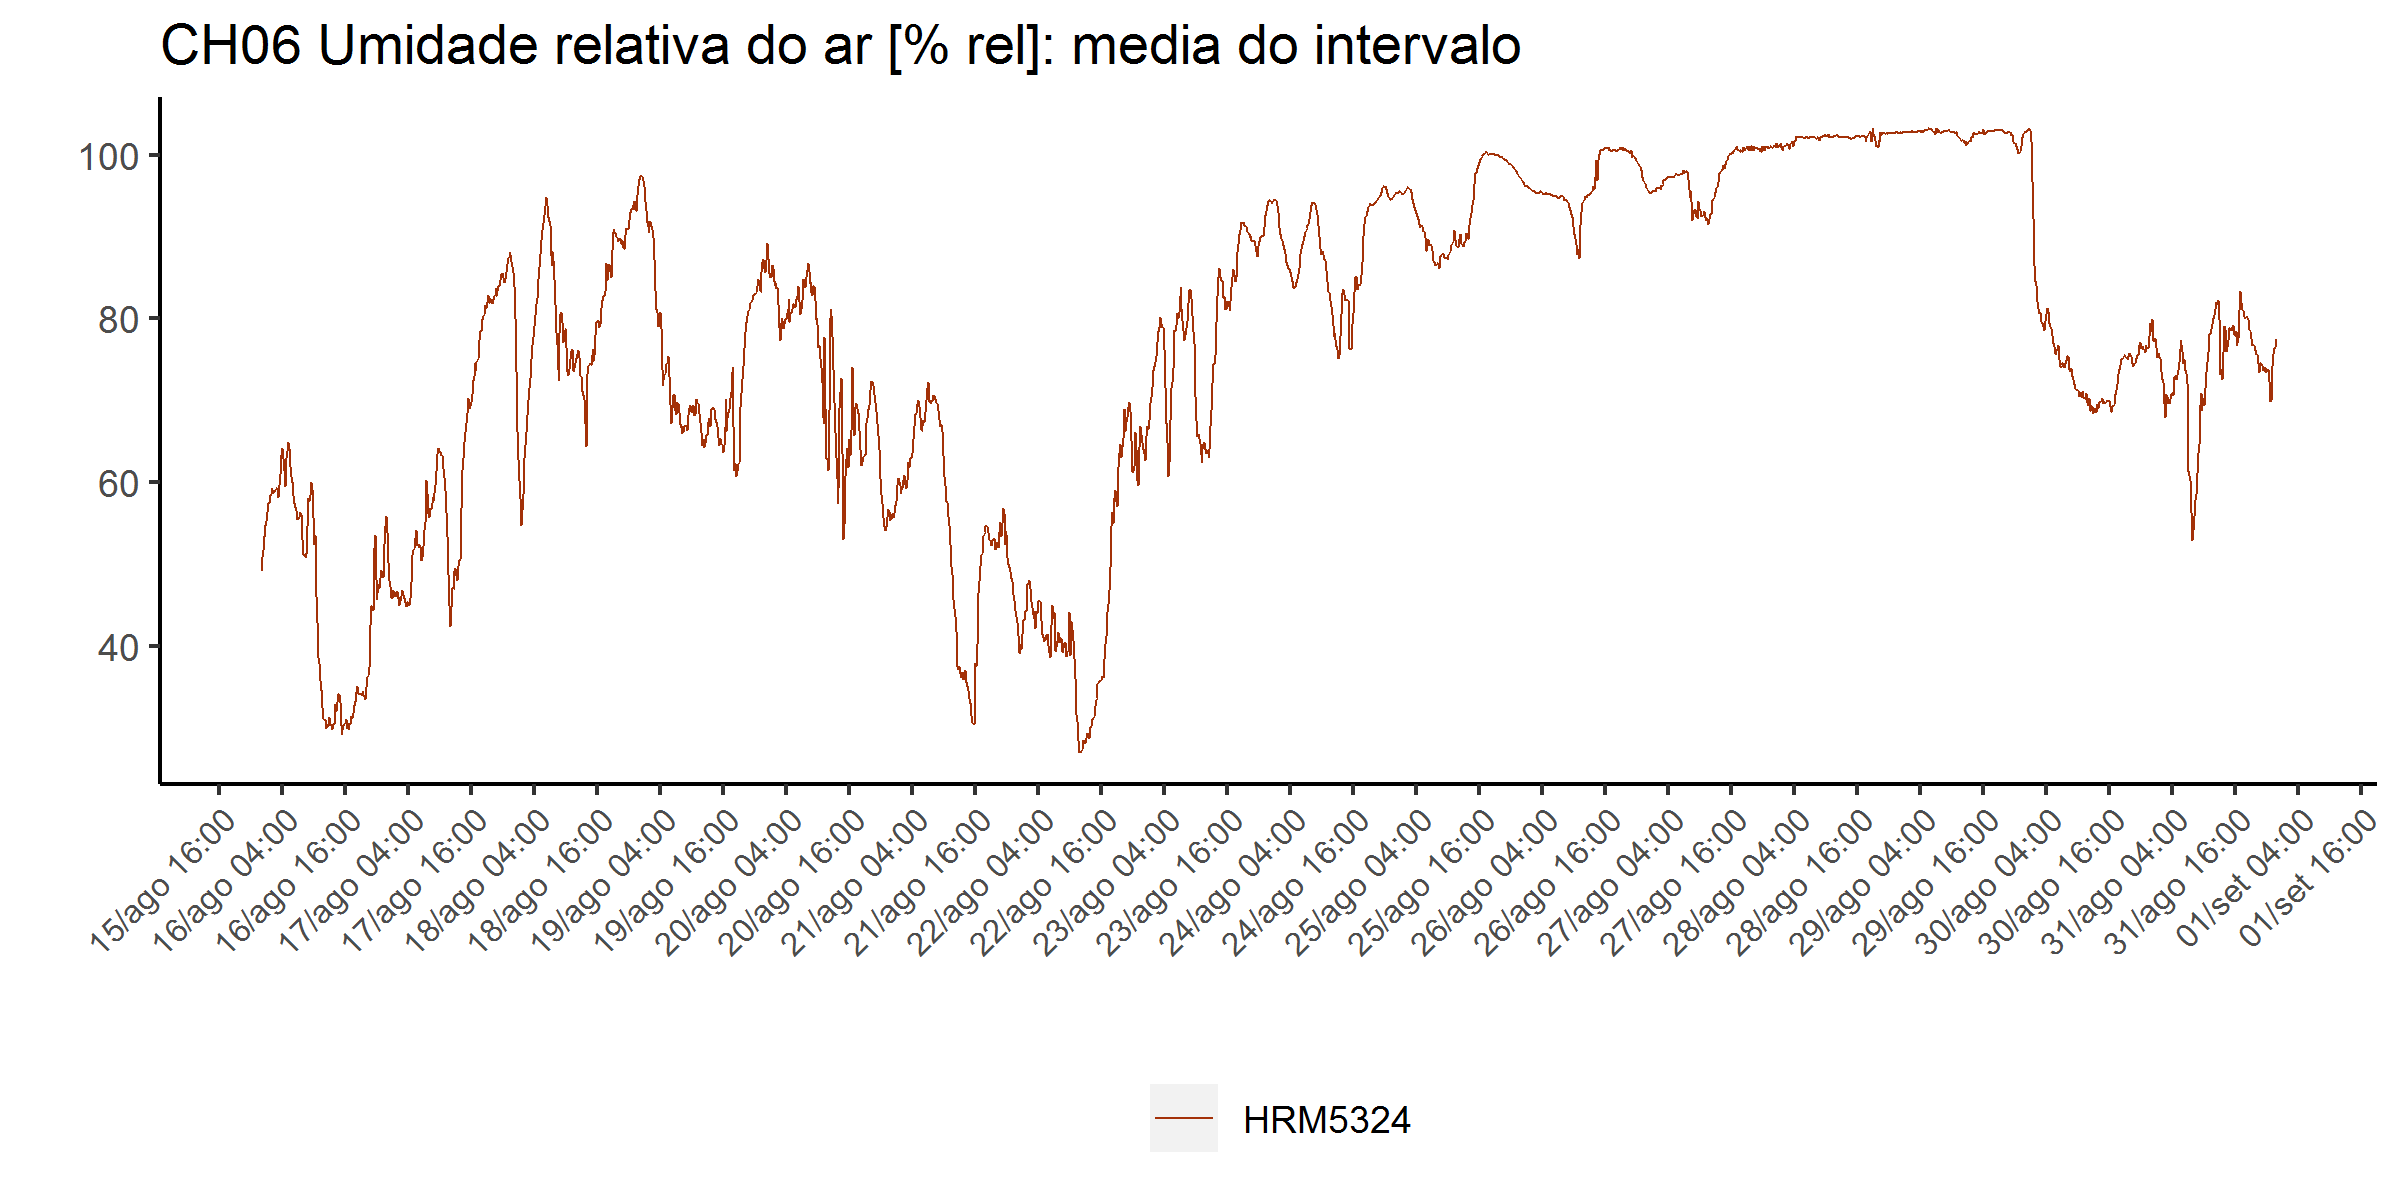 CH06 Umidade relativa do ar [% rel]: media do intervalo
100
80
60
40
15/ago 16:00
16/ago 04:00
16/ago 16:00
17/ago 04:00
17/ago 16:00
18/ago 04:00
18/ago 16:00
19/ago 04:00
19/ago 16:00
20/ago 04:00
20/ago 16:00
21/ago 04:00
21/ago 16:00
22/ago 04:00
22/ago 16:00
23/ago 04:00
23/ago 16:00
24/ago 04:00
24/ago 16:00
25/ago 04:00
25/ago 16:00
26/ago 04:00
26/ago 16:00
27/ago 04:00
27/ago 16:00
28/ago 04:00
28/ago 16:00
29/ago 04:00
29/ago 16:00
30/ago 04:00
30/ago 16:00
31/ago 04:00
31/ago 16:00
01/set 04:00
01/set 16:00
HRM5324